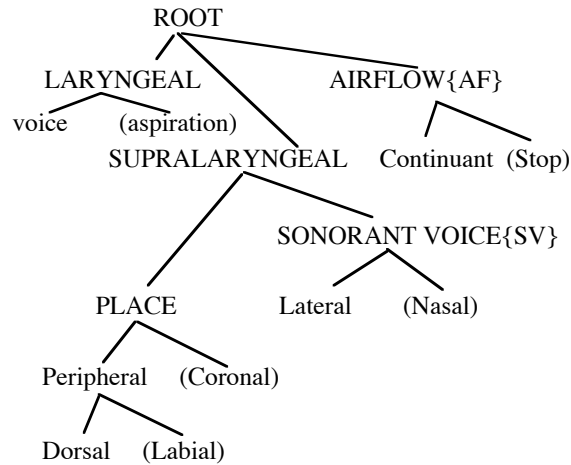 ROOT
LARYNGEAL AIRFLOW{AF}
voice (aspiration)
SUPRALARYNGEAL Continuant (Stop)
SONORANT VOICE{SV}
PLACE Lateral (Nasal)
Peripheral (Coronal)
Dorsal (Labial)